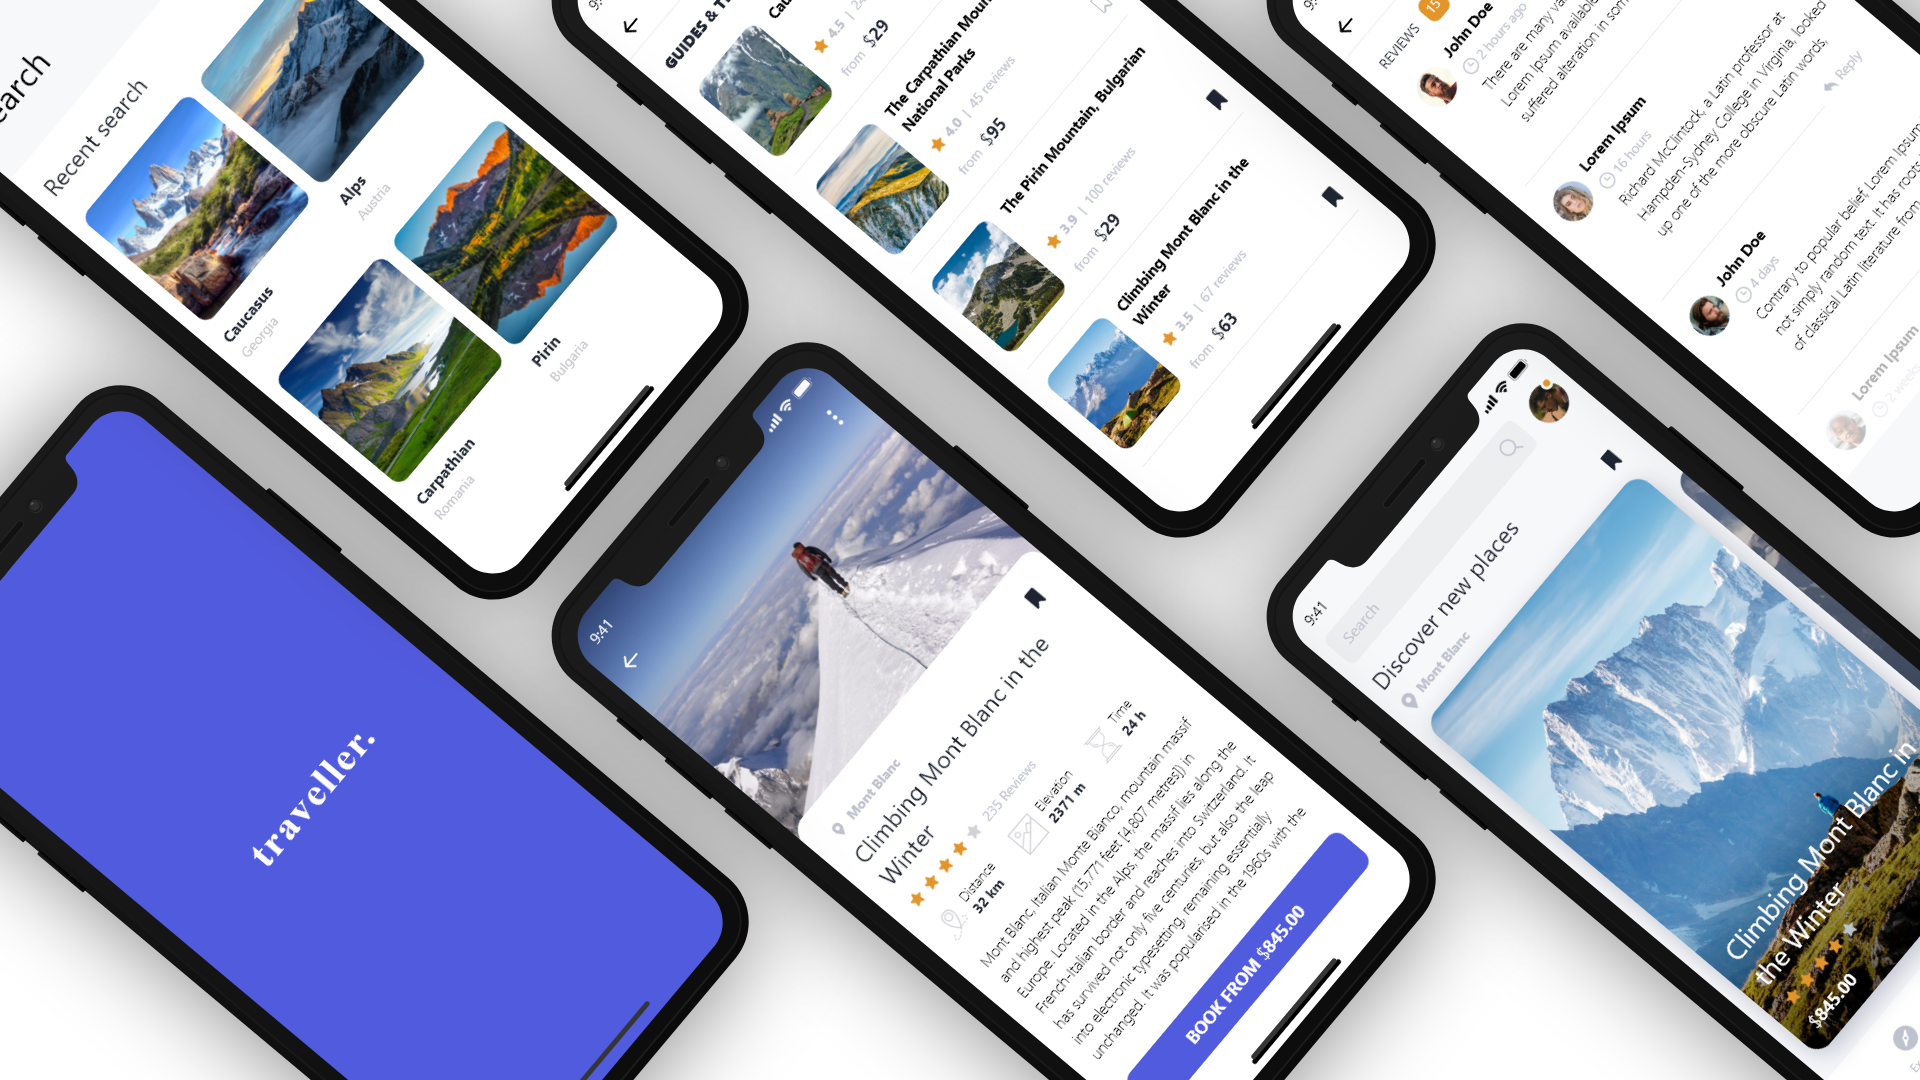 earch
Recent search
Caucasus
Georgia
Alps
Austria
Carpathian
Romania
Pirin
Bulgaria
9:
GUIDES & T
Cau
4.5 | 2
from $29
The Carpathian Moun
National Parks
4.0 | 45 reviews
from $95
The Pirin Mountain, Bulgarian
3.9 | 100 reviews
from $29
Climbing Mont Blanc in the
Winter
3.5 | 67 reviews
from $63
9:
REVIEWS 15
John Doe
2 hours ago
There are many va
Lorem Ipsum available
suffered alteration in som
Lorem Ipsum
16 hours
Richard McClintock, a Latin professor at
Hampden-Sydney College in Virginia, looked
up one of the more obscure Latin words,
Reply
John Doe
4 days
Contrary to popular belief, Lorem Ipsum
not simply random text. It has roots
of classical Latin literature from
Lorem Ipsum
2 weeks
traveller.
9:41
Mont Blanc
Climbing Mont Blanc in the
Winter
235 Reviews
Distance
32 km
Elevation
2371 m
Time
24 h
Mont Blanc, Italian Monte Bianco, mountain massif
and highest peak (15,771 feet [4,807 metres]) in
Europe. Located in the Alps, the massif lies along the
French-Italian border and reaches into Switzerland. It
has survived not only five centuries, but also the leap
into electronic typesetting, remaining essentially
unchanged. It was popularised in the 1960s with the
BOOK FROM $845.00
9:41
Search
Discover new places
Mont Blanc
Climbing Mont Blanc in
the Winter
$845.00